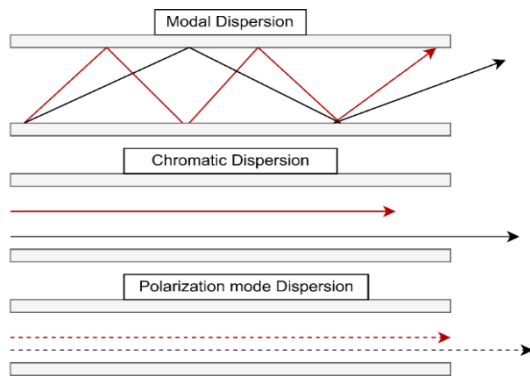 Modal Dispersion
Chromatic Dispersion
Polarization mode Dispersion